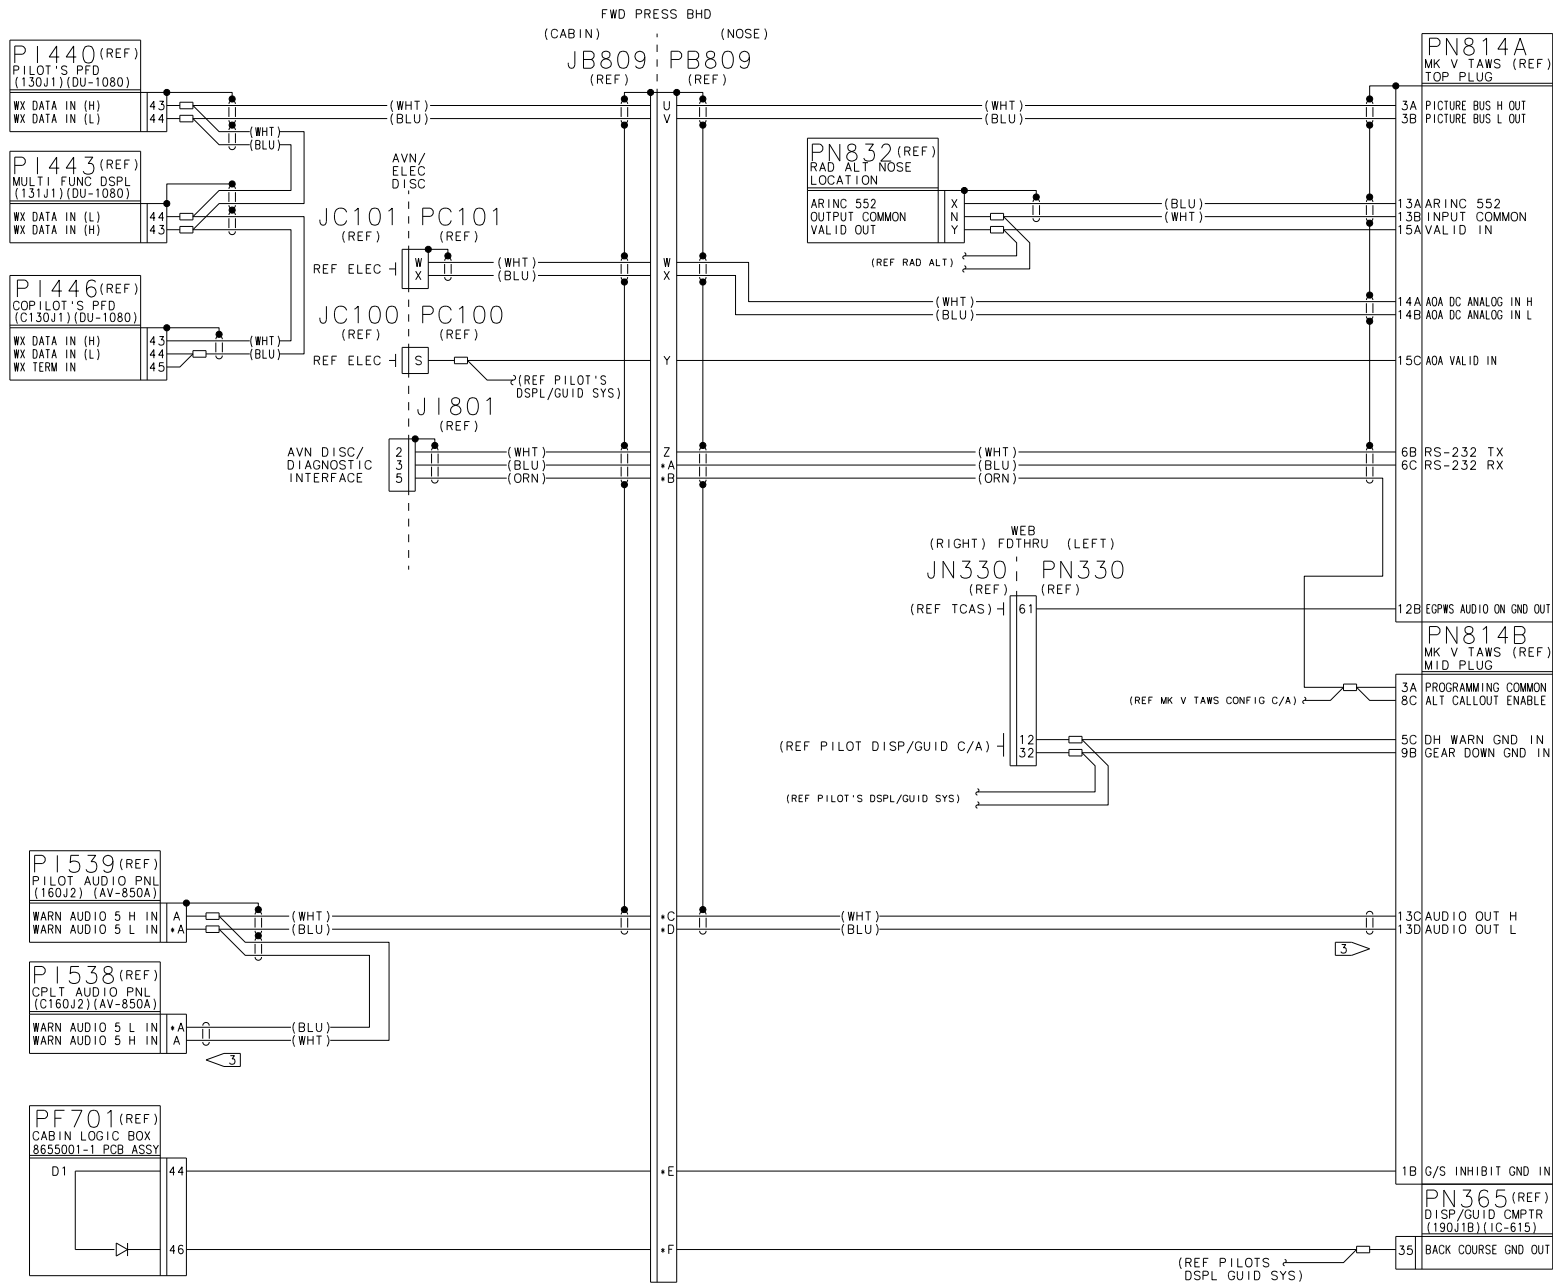 FWD PRESS BHD
(CABIN) (NOSE)
JB809 PB809
(REF) (REF)
P1440 (REF)
PILOT'S PFD
(130J1)(DU-1080)
WX DATA IN (H) 43
WX DATA IN (L) 44
(WHT)
(BLU)
(WHT)
(BLU)
U
V
(WHT)
(BLU)
PN814A
MK V TAWS (REF)
TOP PLUG
3A PICTURE BUS H OUT
3B PICTURE BUS L OUT
P1443 (REF)
MULTI FUNC DSPL
(131J1)(DU-1080)
WX DATA IN (L) 44
WX DATA IN (H) 43
AVN/
ELEC
DISC
JC101 PC101
(REF) (REF)
REF ELEC
W
X
(WHT)
(BLU)
W
X
PN832 (REF)
RAD ALT NOSE
LOCATION
ARINC 552 X
OUTPUT COMMON N
VALID OUT Y
(BLU)
(WHT)
(REF RAD ALT)
13A ARINC 552
13B INPUT COMMON
15A VALID IN
(WHT)
(BLU)
14A AOA DC ANALOG IN H
14B AOA DC ANALOG IN L
P1446 (REF)
COPILOT'S PFD
(C130J1)(DU-1080)
WX DATA IN (H) 43
WX DATA IN (L) 44
WX TERM IN 45
(WHT)
(BLU)
JC100 PC100
(REF) (REF)
REF ELEC S
(REF PILOT'S
DSPL/GUID SYS)
Y
15C AOA VALID IN
J1801
(REF)
AVN DISC/
DIAGNOSTIC
INTERFACE
2
3
5
(WHT)
(BLU)
(ORN)
Z
*A
*B
(WHT)
(BLU)
(ORN)
6B RS-232 TX
6C RS-232 RX
WEB
(RIGHT) FDTHRU (LEFT)
JN330 PN330
(REF) (REF)
(REF TCAS) 61
12B EGPWS AUDIO ON GND OUT
PN814B
MK V TAWS (REF)
MID PLUG
(REF MK V TAWS CONFIG C/A)
3A PROGRAMMING COMMON
8C ALT CALLOUT ENABLE
(REF PILOT DISP/GUID C/A)
12
32
5C DH WARN GND IN
9B GEAR DOWN GND IN
(REF PILOT'S DSPL/GUID SYS)
P1539 (REF)
PILOT AUDIO PNL
(160J2) (AV-850A)
WARN AUDIO 5 H IN A
WARN AUDIO 5 L IN *A
(WHT)
(BLU)
*C
*D
(WHT)
(BLU)
13C AUDIO OUT H
13D AUDIO OUT L
3
P1538 (REF)
CPLT AUDIO PNL
(C160J2)(AV-850A)
WARN AUDIO 5 L IN *A
WARN AUDIO 5 H IN A
(BLU)
(WHT)
3
PF701 (REF)
CABIN LOGIC BOX
8655001-1 PCB ASSY
D1
44
*E
1B G/S INHIBIT GND IN
PN365 (REF)
DISP/GUID CMPTR
(190J1B)(IC-615)
46
*F
35 BACK COURSE GND OUT
(REF PILOTS
DSPL GUID SYS)